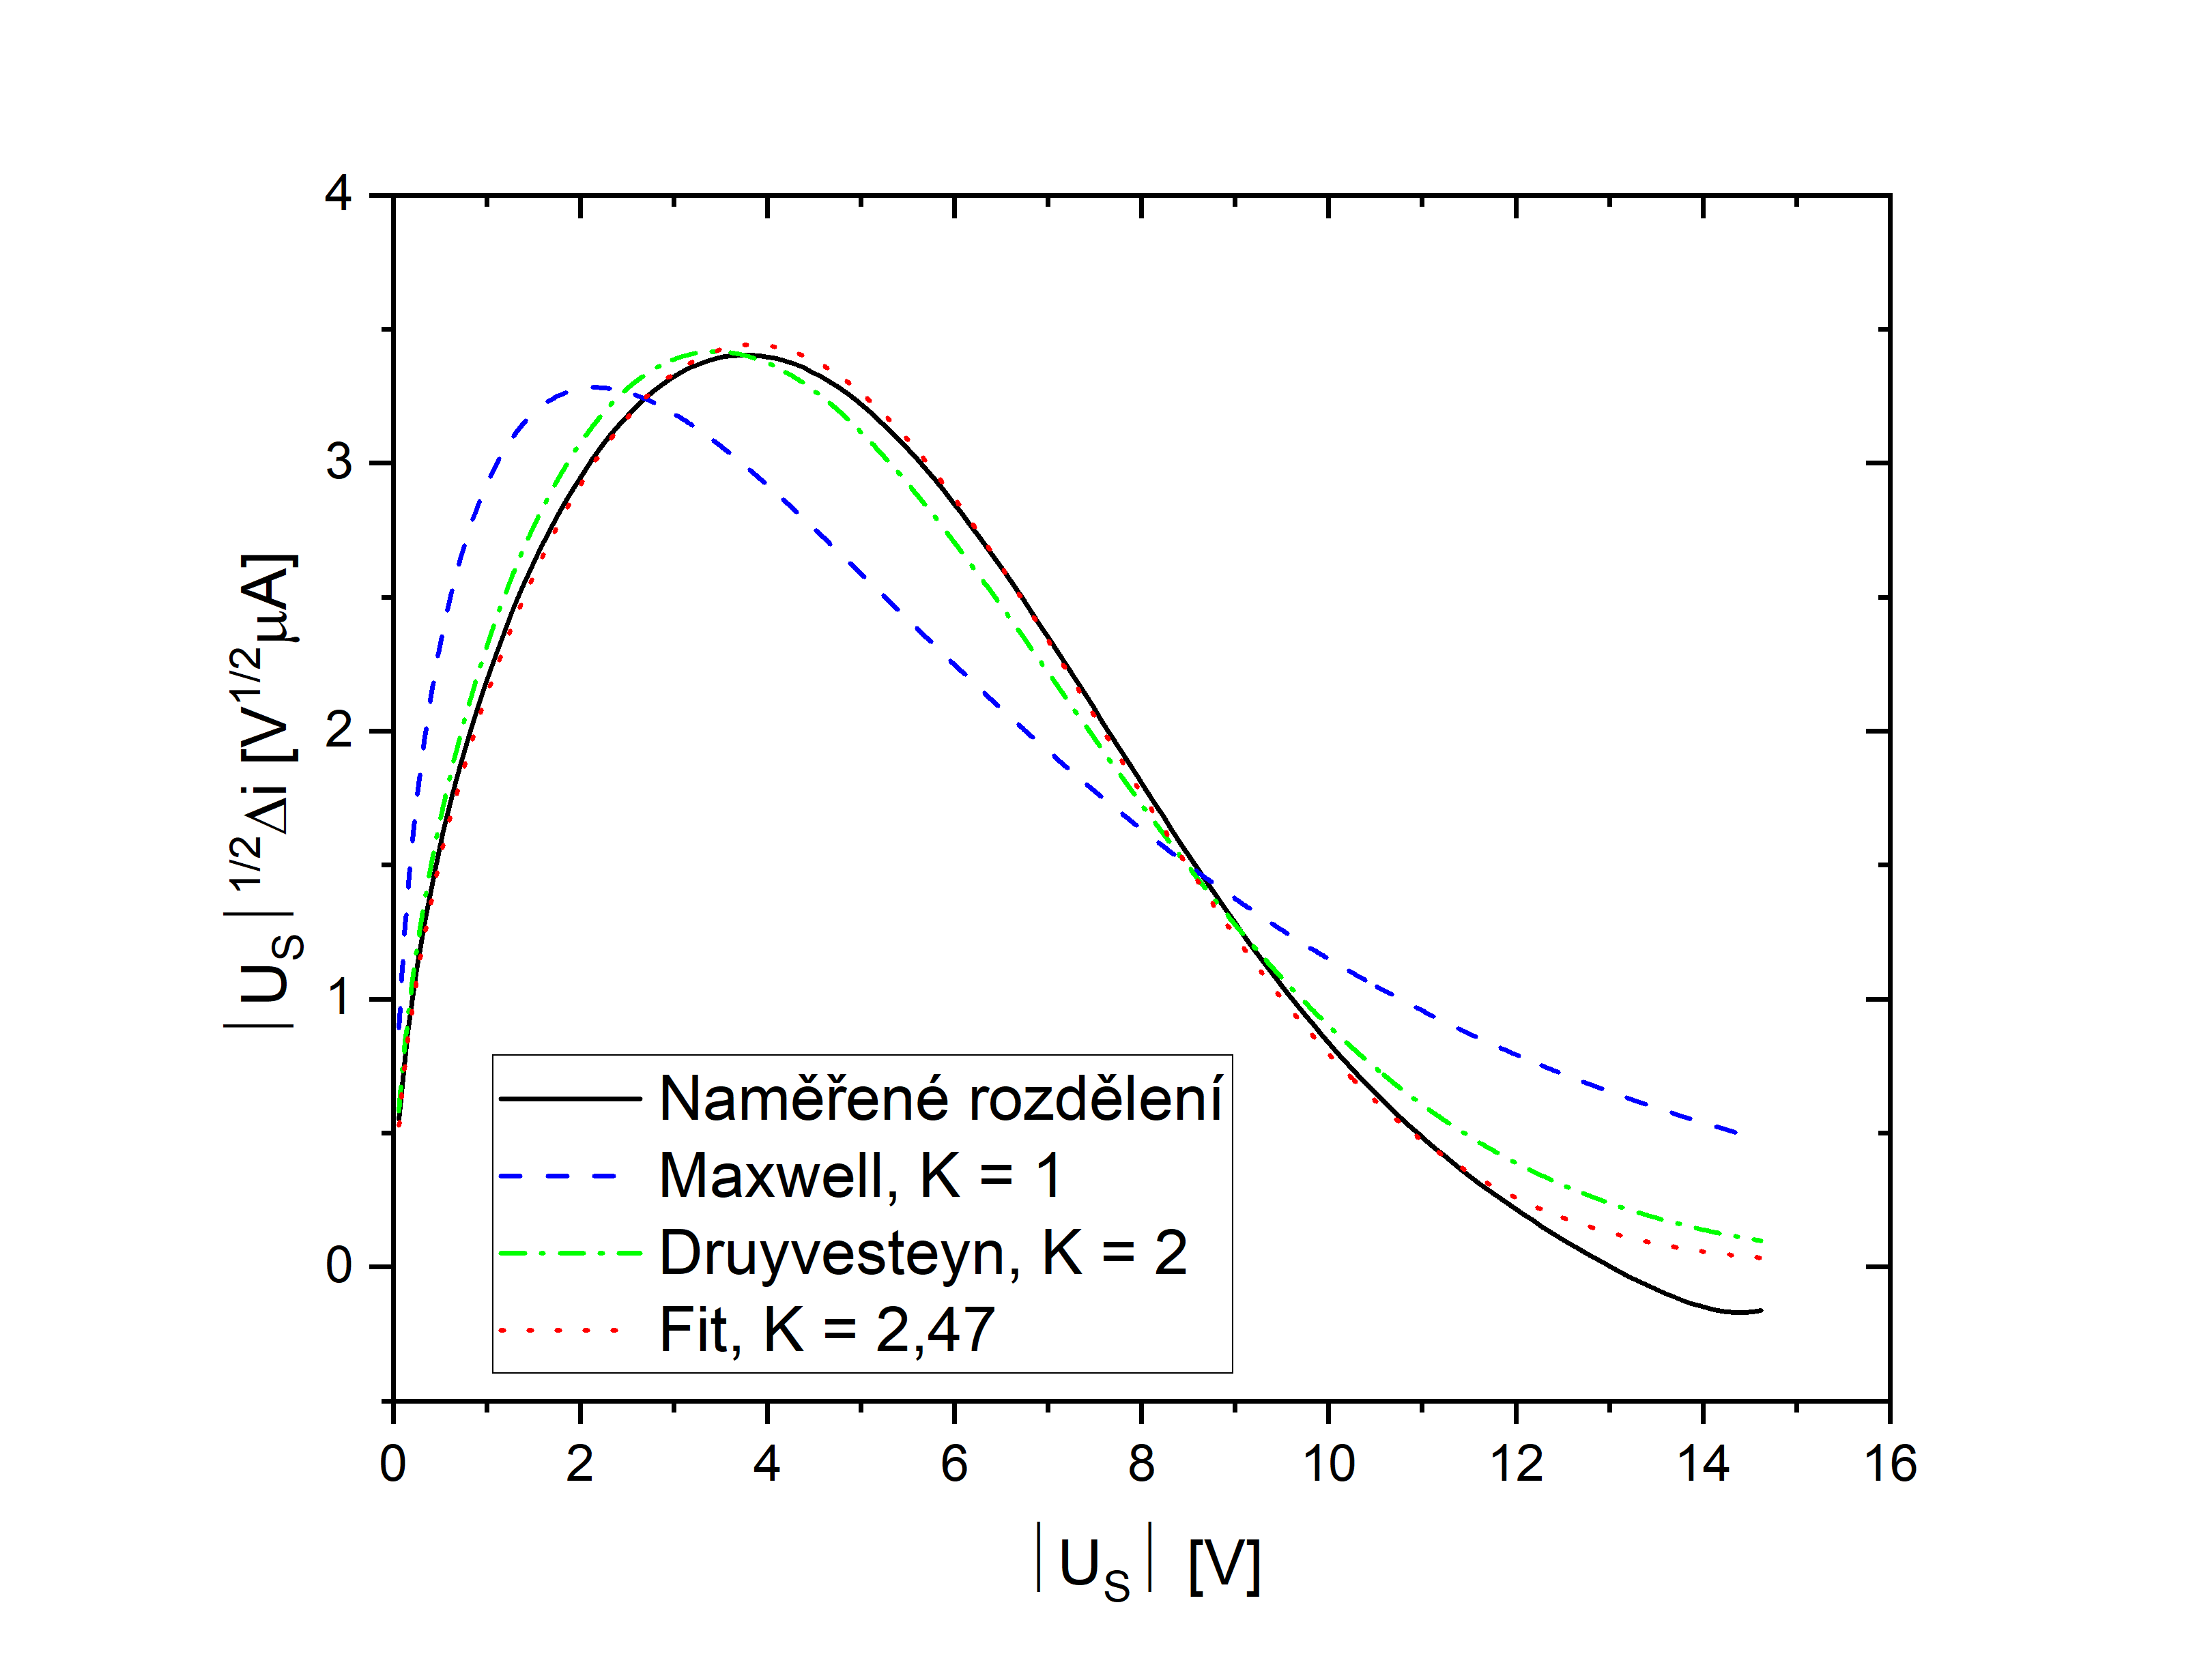 |U_S|^1/2 Δi [V^1/2 μA]
4
3
2
1
0
Naměřené rozdělení
Maxwell, K = 1
Druyvesteyn, K = 2
Fit, K = 2,47
0 2 4 6 8 10 12 14 16
|U_S| [V]